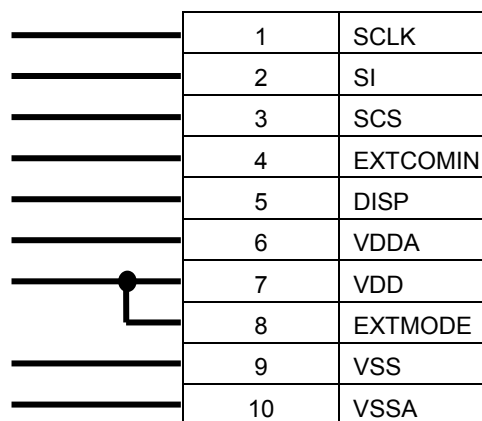 1 SCLK
2 SI
3 SCS
4 EXTCOMIN
5 DISP
6 VDDA
7 VDD
8 EXTMODE
9 VSS
10 VSSA